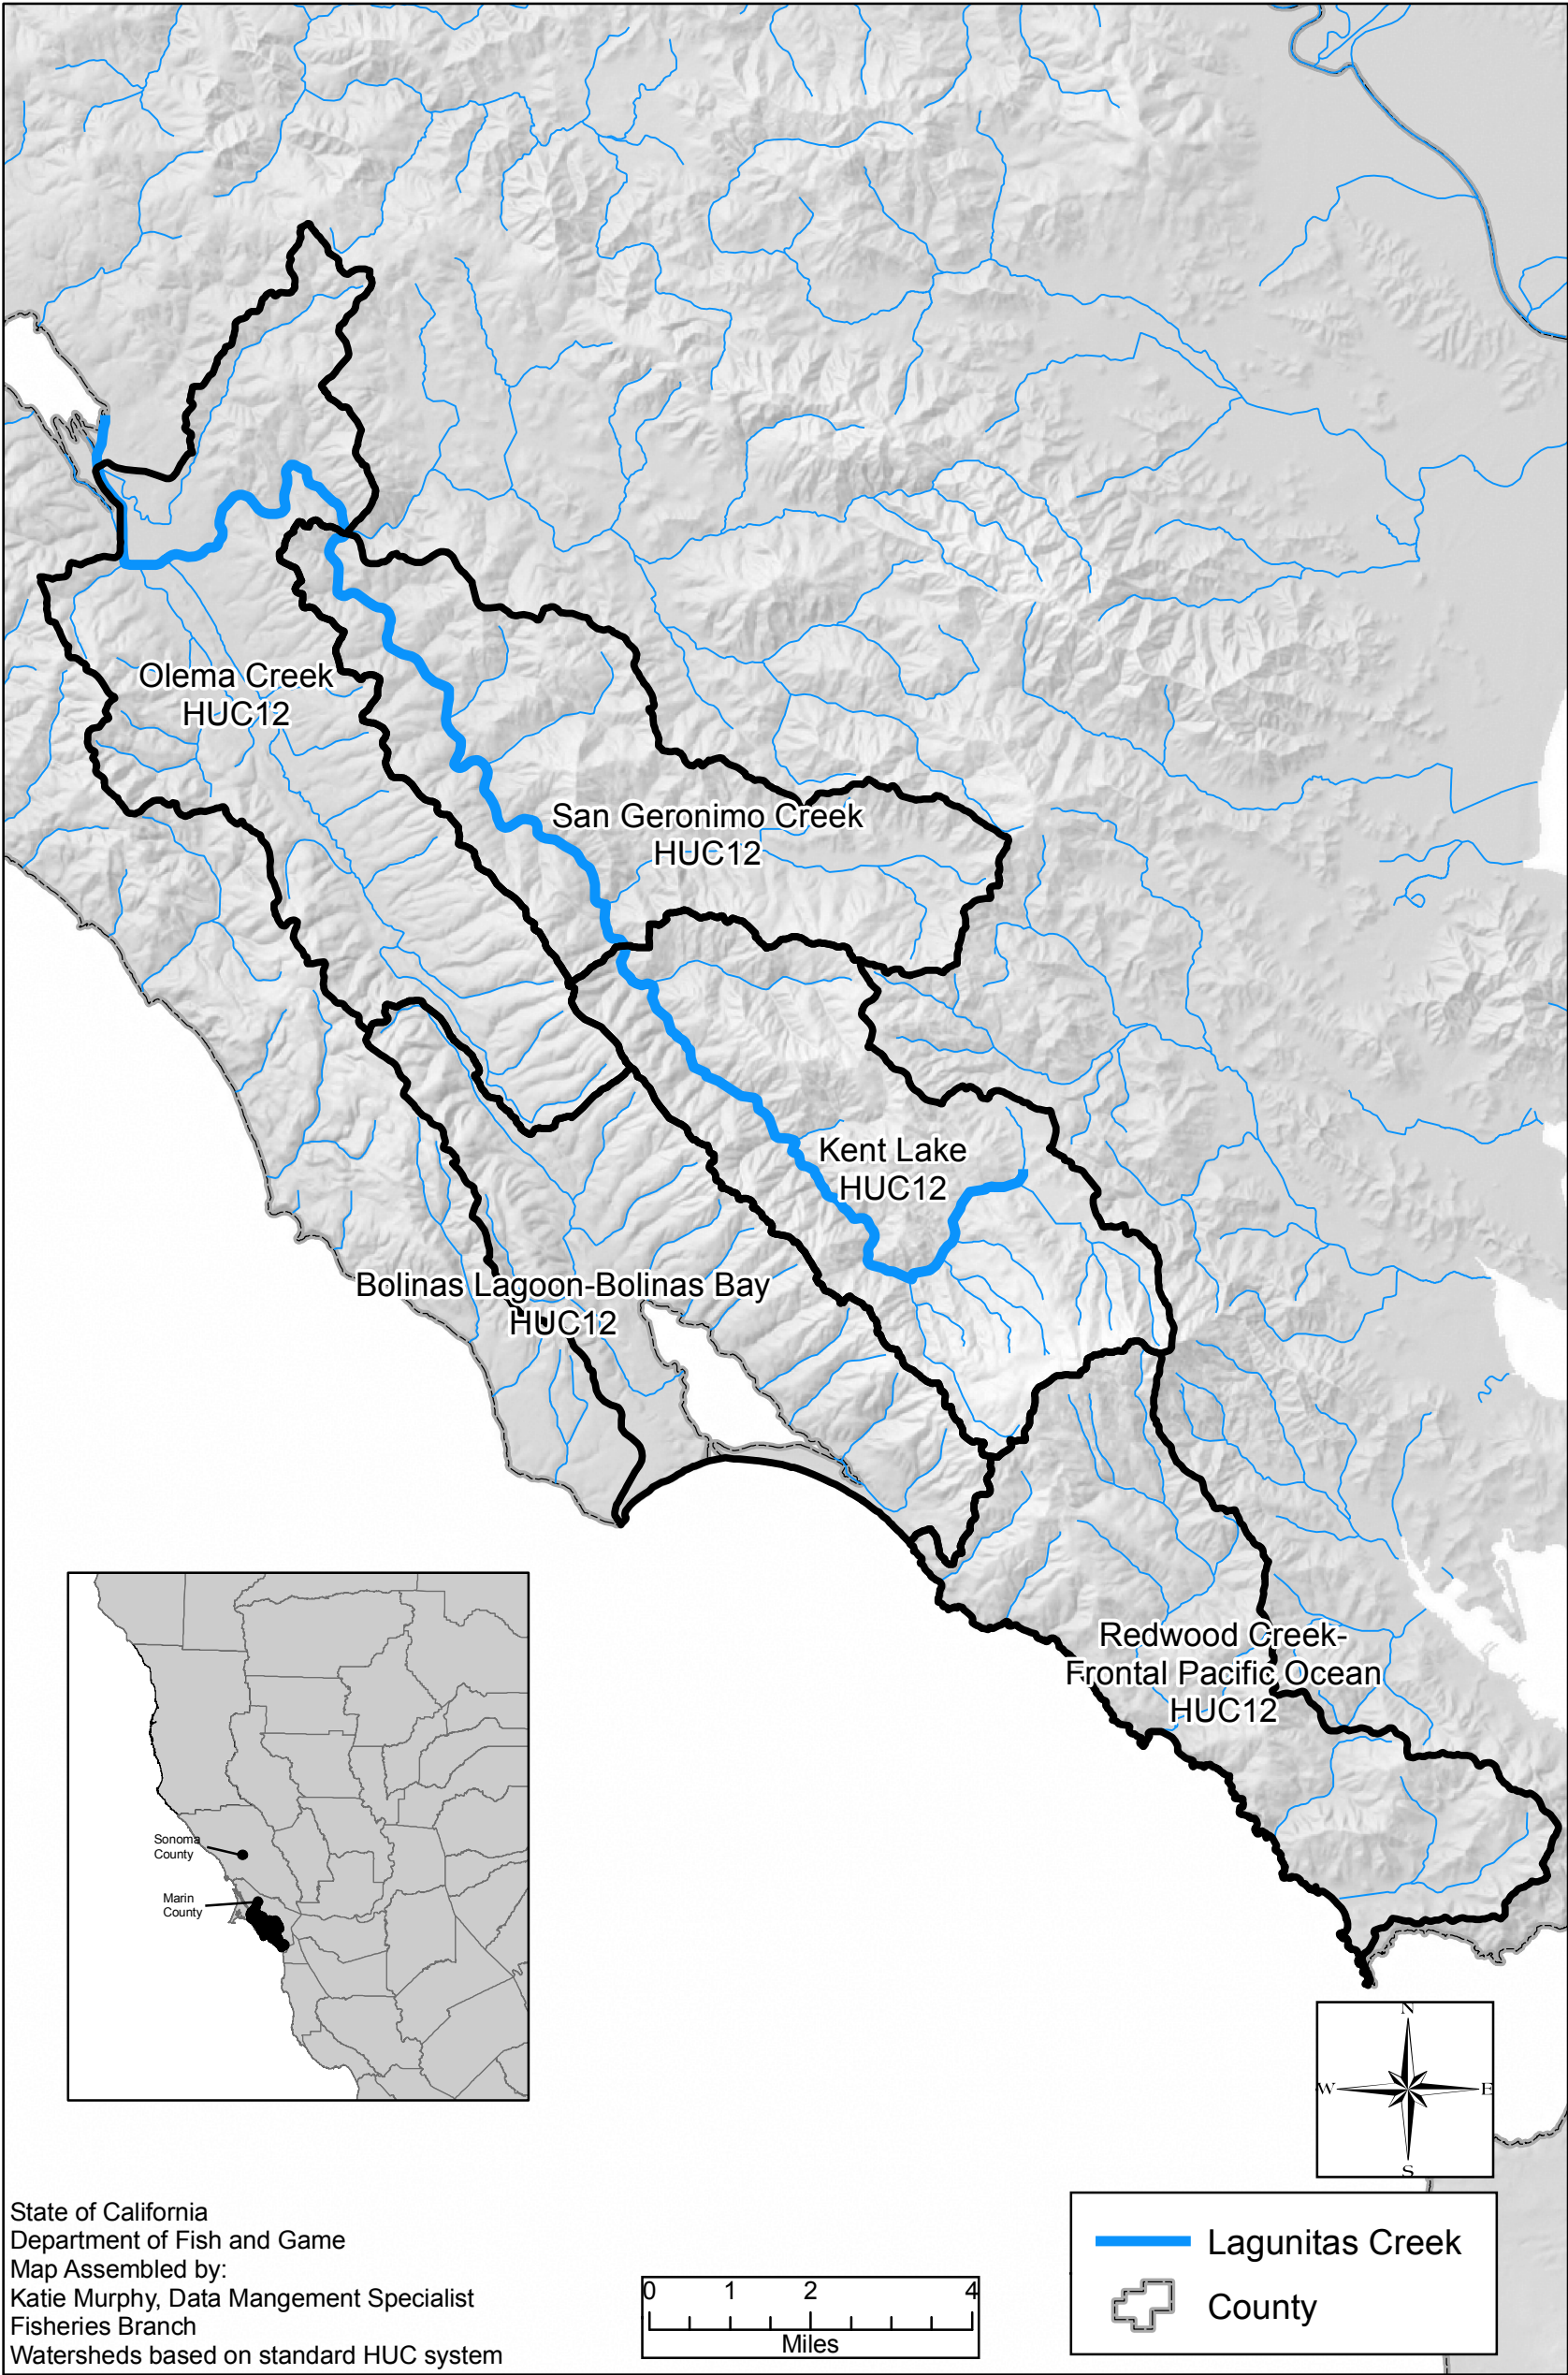 Olema Creek
HUC12
San Geronimo Creek
HUC12
Kent Lake
HUC12
Bolinas Lagoon-Bolinas Bay
HUC12
Redwood Creek-
Frontal Pacific Ocean
HUC12
Sonoma
County
Marin
County
N
W
E
S
State of California
Department of Fish and Game
Map Assembled by:
Katie Murphy, Data Mangement Specialist
Fisheries Branch
Watersheds based on standard HUC system
0 1 2 4
Miles
Lagunitas Creek
County